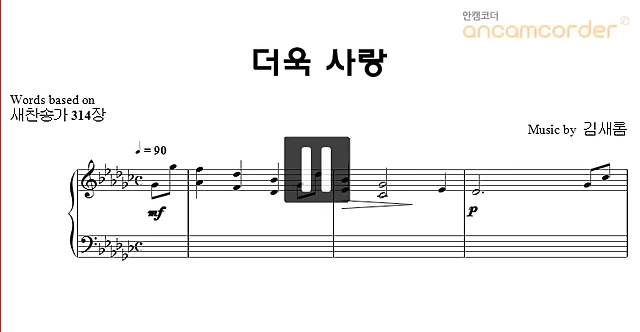 안캠코더
ancamcorder©
더욱 사랑
Words based on
새찬송가 314장
Music by 김새롬
♩ = 90
mf
p